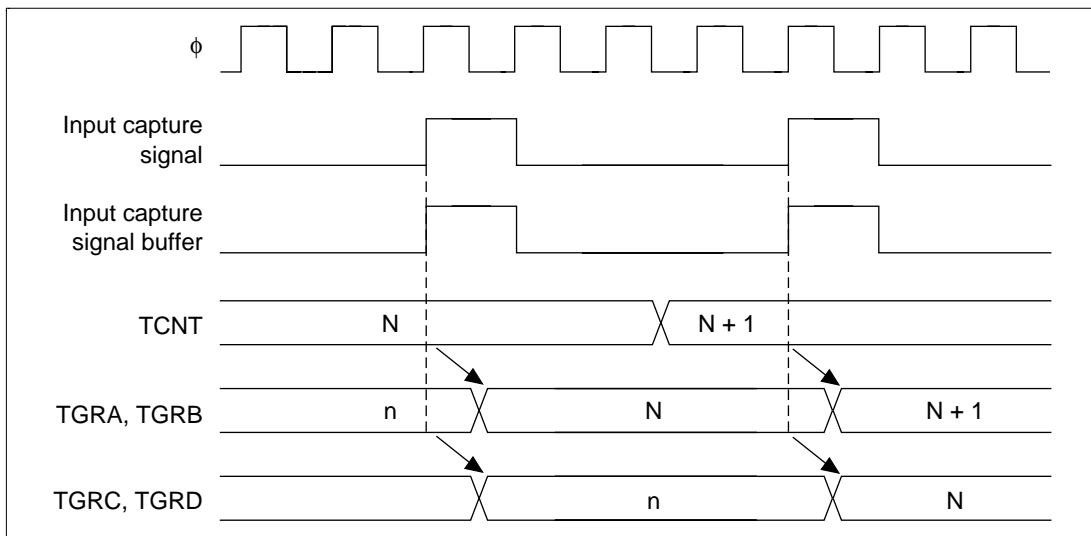 ϕ
Input capture
signal
Input capture
signal buffer
TCNT
N
N + 1
TGRA, TGRB
n
N
N + 1
TGRC, TGRD
n
N